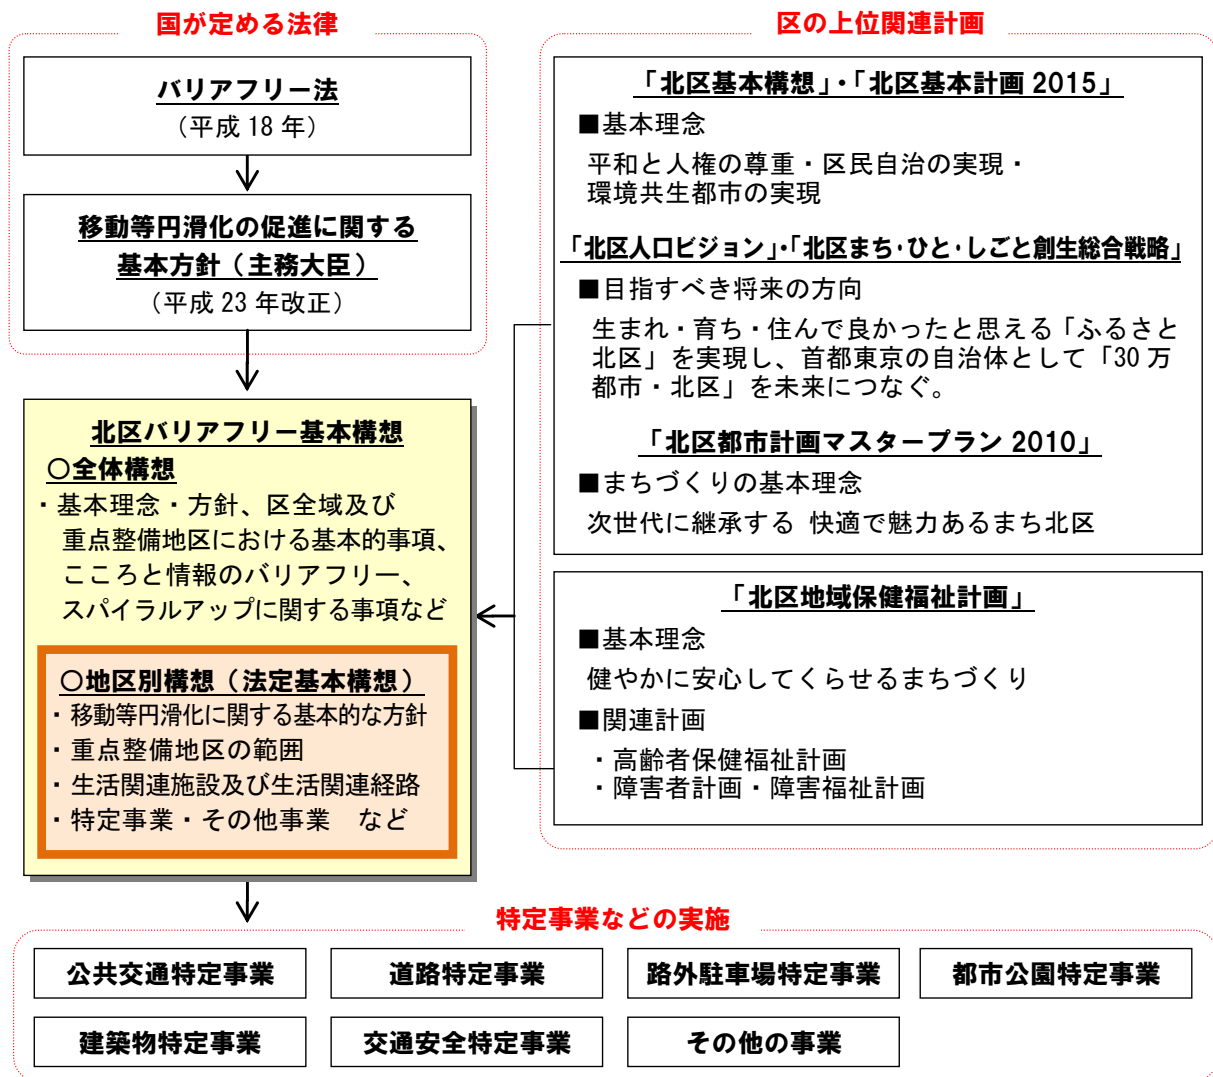 国が定める法律
バリアフリー法
（平成 18 年）
移動等円滑化の促進に関する
基本方針（主務大臣）
（平成 23 年改正）
北区バリアフリー基本構想
○全体構想
・基本理念・方針、区全域及び
重点整備地区における基本的事項、
こころと情報のバリアフリー、
スパイラルアップに関する事項など
○地区別構想（法定基本構想）
・移動等円滑化に関する基本的な方針
・重点整備地区の範囲
・生活関連施設及び生活関連経路
・特定事業・その他事業　など
区の上位関連計画
「北区基本構想」・「北区基本計画 2015」
■基本理念
平和と人権の尊重・区民自治の実現・
環境共生都市の実現
「北区人口ビジョン」・「北区まち・ひと・しごと創生総合戦略」
■目指すべき将来の方向
生まれ・育ち・住んで良かったと思える「ふるさと
北区」を実現し、首都東京の自治体として「30 万
都市・北区」を未来につなぐ。
「北区都市計画マスタープラン 2010」
■まちづくりの基本理念
次世代に継承する 快適で魅力あるまち北区
「北区地域保健福祉計画」
■基本理念
健やかに安心してくらせるまちづくり
■関連計画
・高齢者保健福祉計画
・障害者計画・障害福祉計画
特定事業などの実施
公共交通特定事業
道路特定事業
路外駐車場特定事業
都市公園特定事業
建築物特定事業
交通安全特定事業
その他の事業